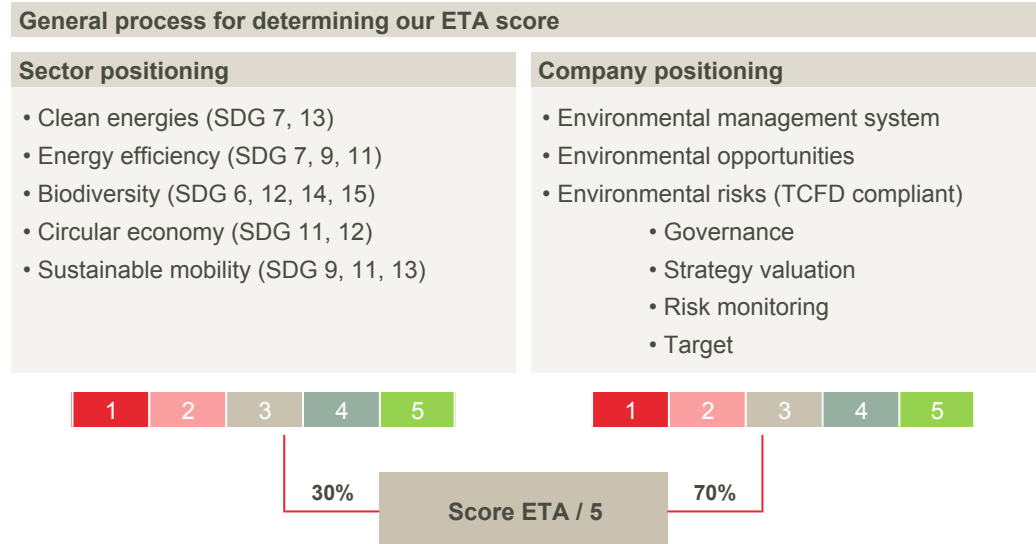 General process for determining our ETA score
Sector positioning
• Clean energies (SDG 7, 13)
• Energy efficiency (SDG 7, 9, 11)
• Biodiversity (SDG 6, 12, 14, 15)
• Circular economy (SDG 11, 12)
• Sustainable mobility (SDG 9, 11, 13)
Company positioning
• Environmental management system
• Environmental opportunities
• Environmental risks (TCFD compliant)
• Governance
• Strategy valuation
• Risk monitoring
• Target
1 2 3 4 5
1 2 3 4 5
30%
Score ETA / 5
70%